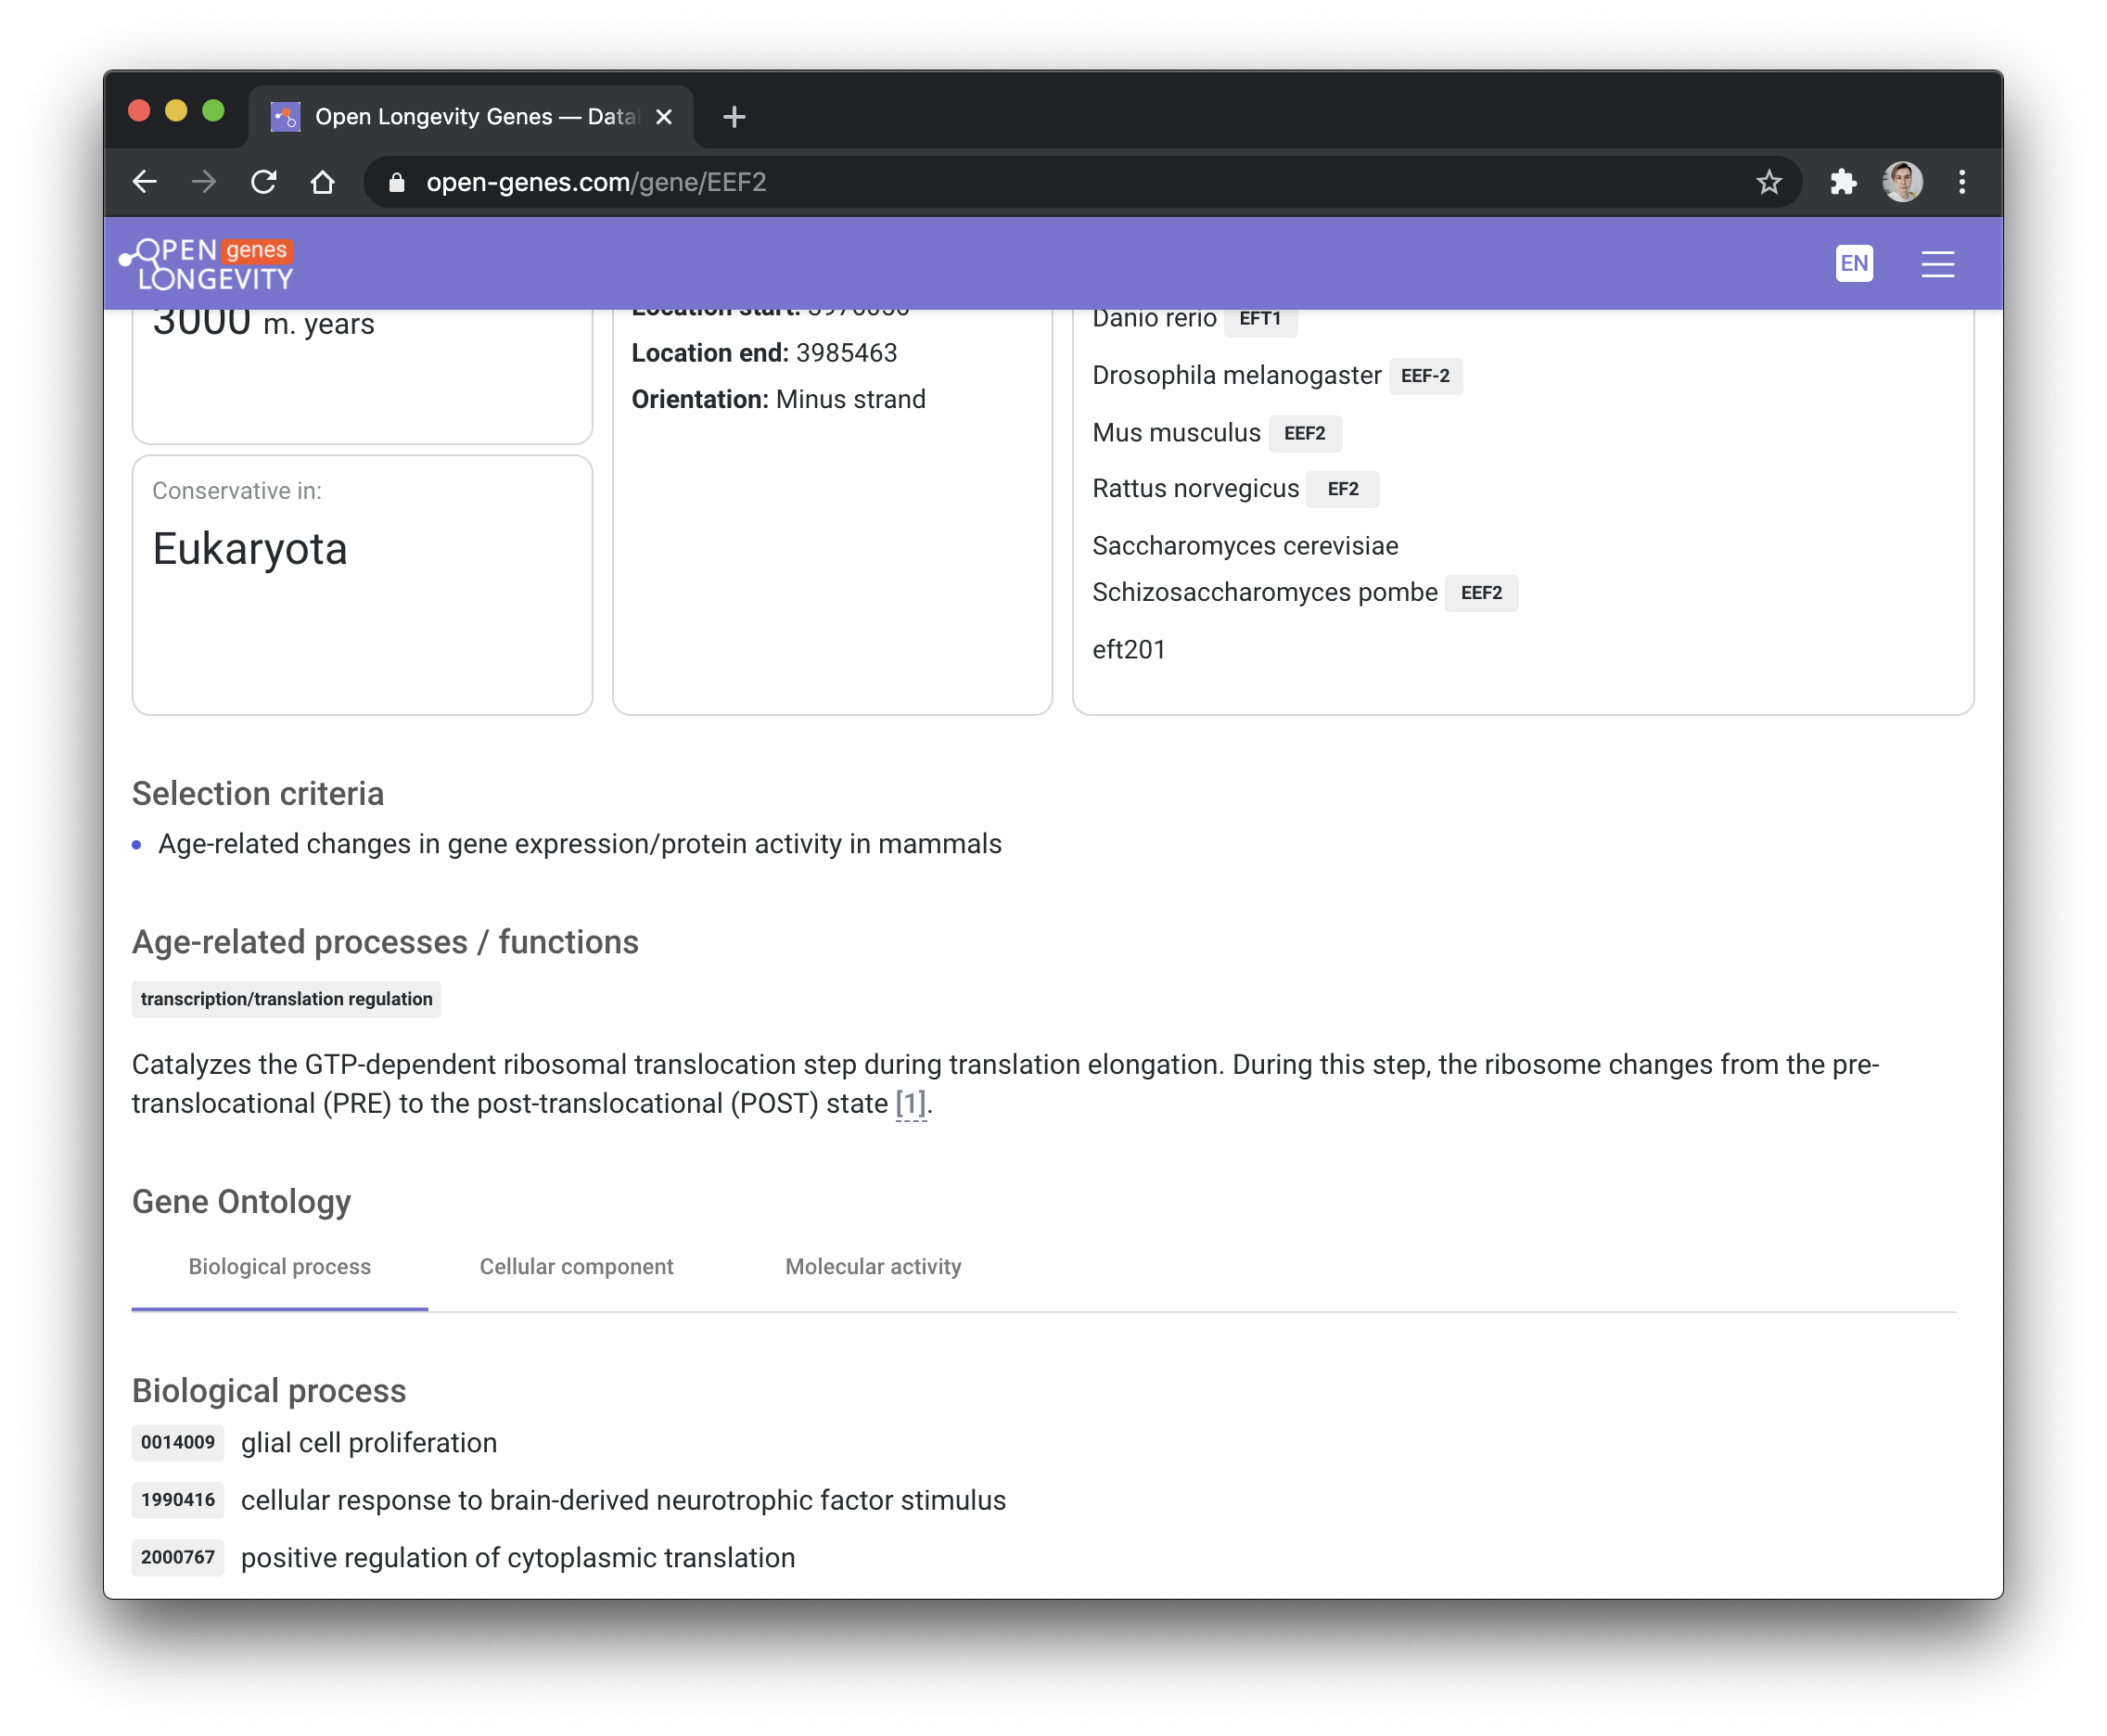 Open Longevity Genes — Data
open-genes.com/gene/EEF2
OPEN genes
LONGEVITY
EN
3000 m. years
Conservative in:
Eukaryota
Location start:
Location end: 3985463
Orientation: Minus strand
Danio rerio EFT1
Drosophila melanogaster EEF-2
Mus musculus EEF2
Rattus norvegicus EF2
Saccharomyces cerevisiae
Schizosaccharomyces pombe EEF2
eft201
Selection criteria
Age-related changes in gene expression/protein activity in mammals
Age-related processes / functions
transcription/translation regulation
Catalyzes the GTP-dependent ribosomal translocation step during translation elongation. During this step, the ribosome changes from the pre-
translocational (PRE) to the post-translocational (POST) state [1].
Gene Ontology
Biological process Cellular component Molecular activity
Biological process
0014009 glial cell proliferation
1990416 cellular response to brain-derived neurotrophic factor stimulus
2000767 positive regulation of cytoplasmic translation